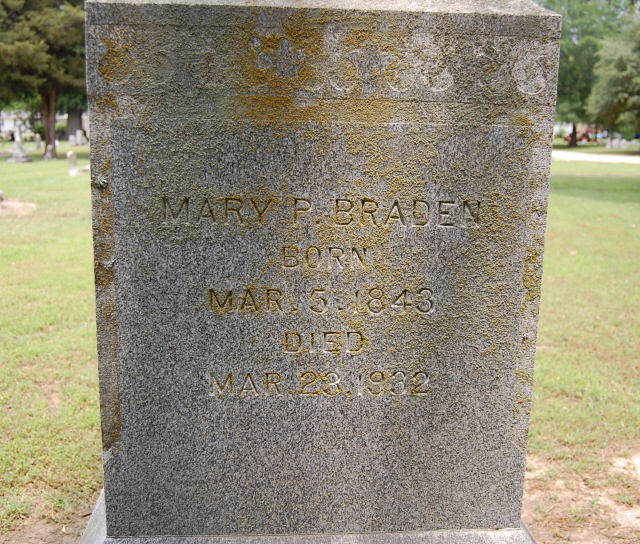 MARY P. BRADEN
BORN
MAR. 5. 1843
DIED
MAR. 23. 1932